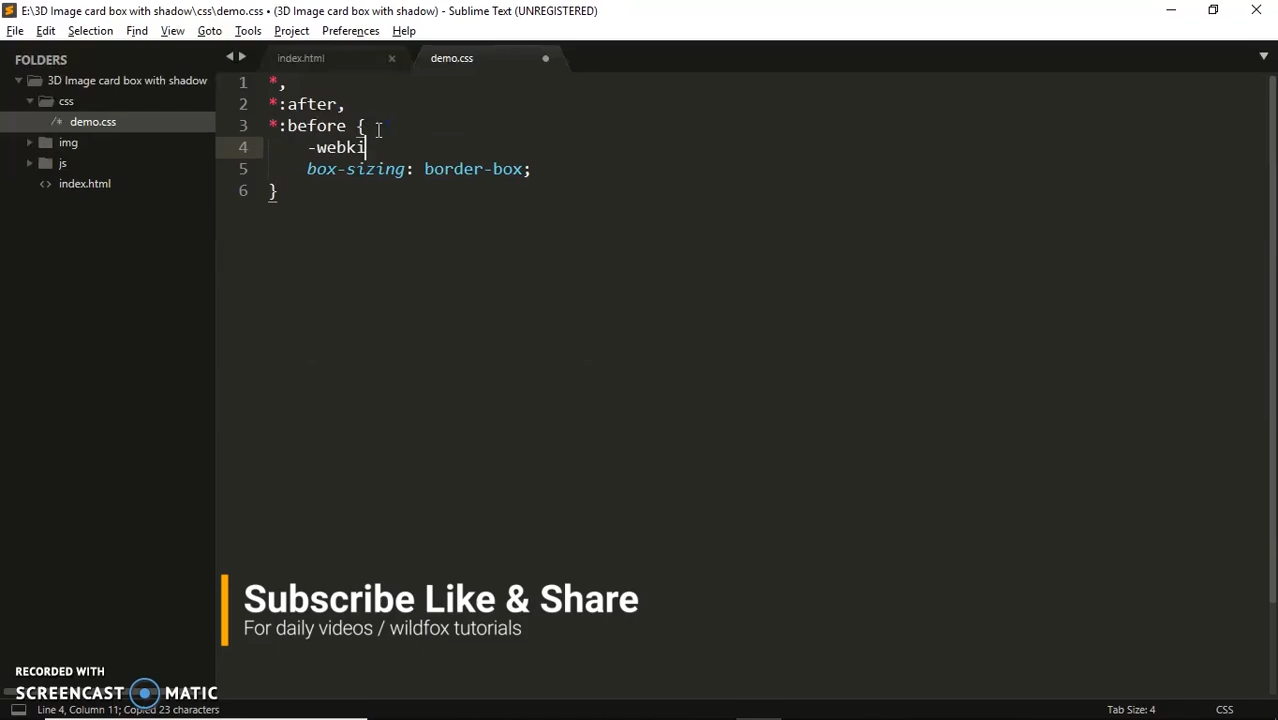 E:\3D Image card box with shadow\css\demo.css • (3D Image card box with shadow) - Sublime Text (UNREGISTERED)
File Edit Selection Find View Goto Tools Project Preferences Help
FOLDERS
3D Image card box with shadow
css
/* demo.css
img
js
<> index.html
index.html × demo.css
1 *,
2 *:after,
3 *:before {
4 -webki
5 box-sizing: border-box;
6 }
Subscribe Like & Share
For daily videos / wildfox tutorials
RECORDED WITH
SCREENCAST MATIC
Line 4, Column 11; Copied 23 characters Tab Size: 4 CSS